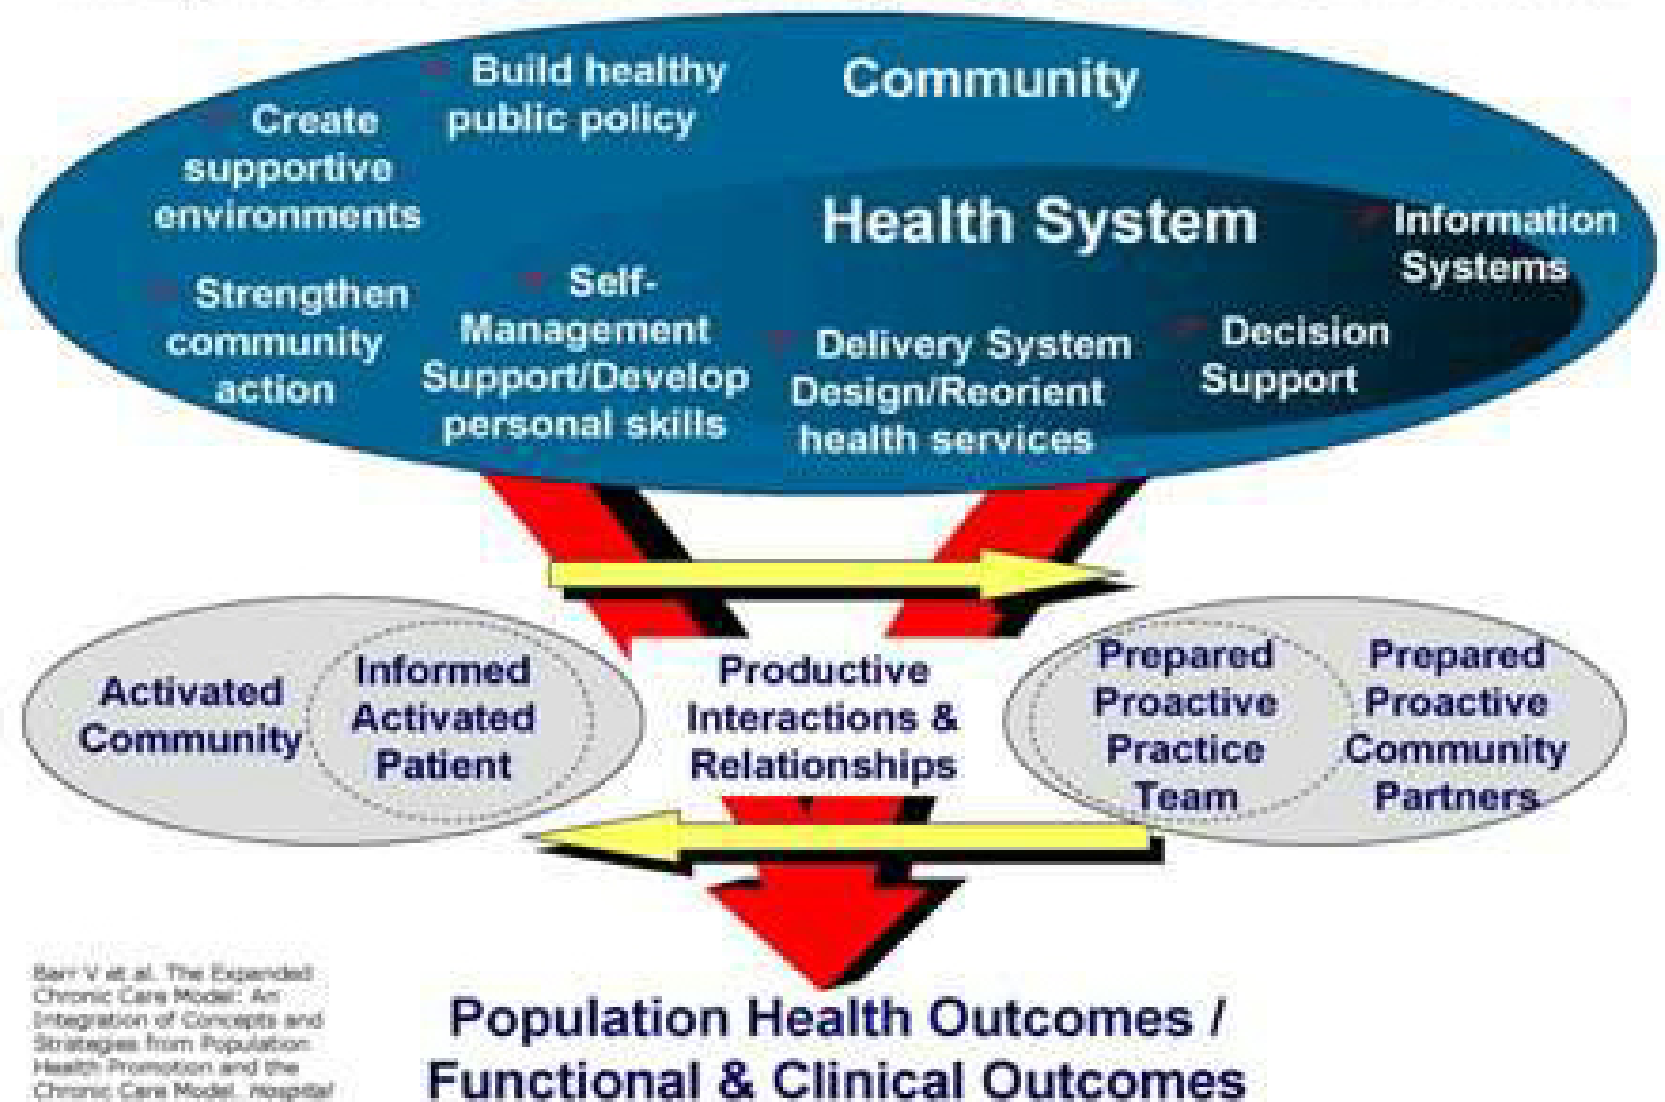 Build healthy
public policy
Community
Create
supportive
environments
Health System
Information
Systems
Strengthen
community
action
Self-
Management
Support/Develop
personal skills
Delivery System
Design/Reorient
health services
Decision
Support
Activated
Community
Informed
Activated
Patient
Productive
Interactions &
Relationships
Prepared
Proactive
Practice
Team
Prepared
Proactive
Community
Partners
Barr V et al. The Expanded
Chronic Care Model: An
Integration of Concepts and
Strategies from Population
Health Promotion and the
Chronic Care Model. Hospital
Population Health Outcomes /
Functional & Clinical Outcomes